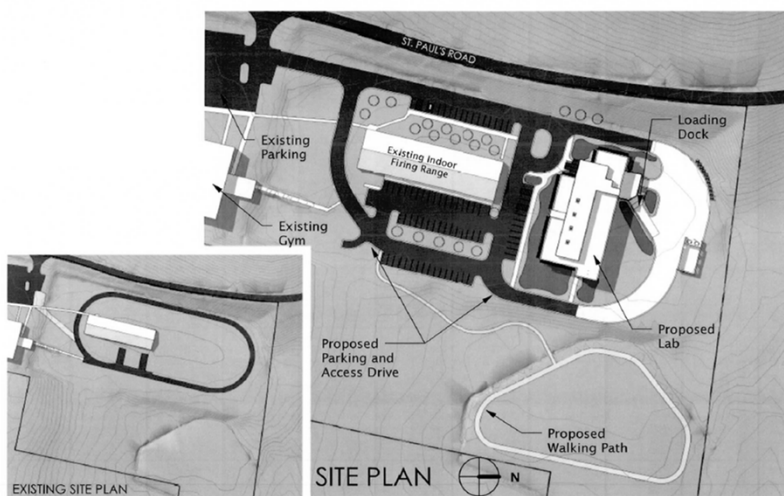 ST. PAUL'S ROAD
Loading
Dock
Existing
Parking
Existing Indoor
Firing Range
Existing
Gym
Proposed
Parking and
Access Drive
Proposed
Lab
Proposed
Walking Path
SITE PLAN
N
EXISTING SITE PLAN